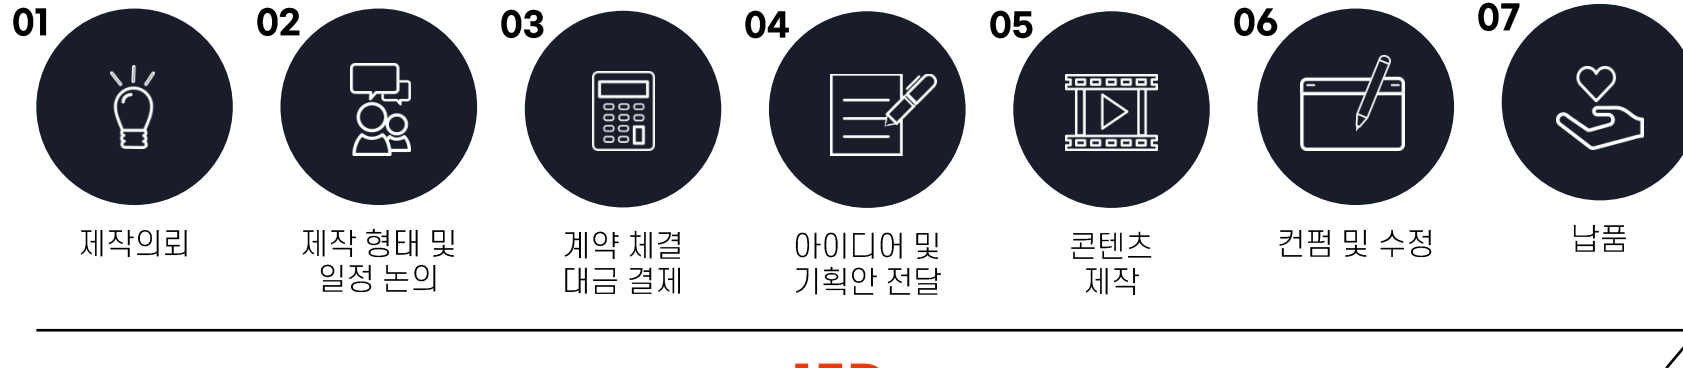 01
제작의뢰
02
제작 형태 및
일정 논의
03
계약 체결
대금 결제
04
아이디어 및
기획안 전달
05
콘텐츠
제작
06
컨펌 및 수정
07
납품